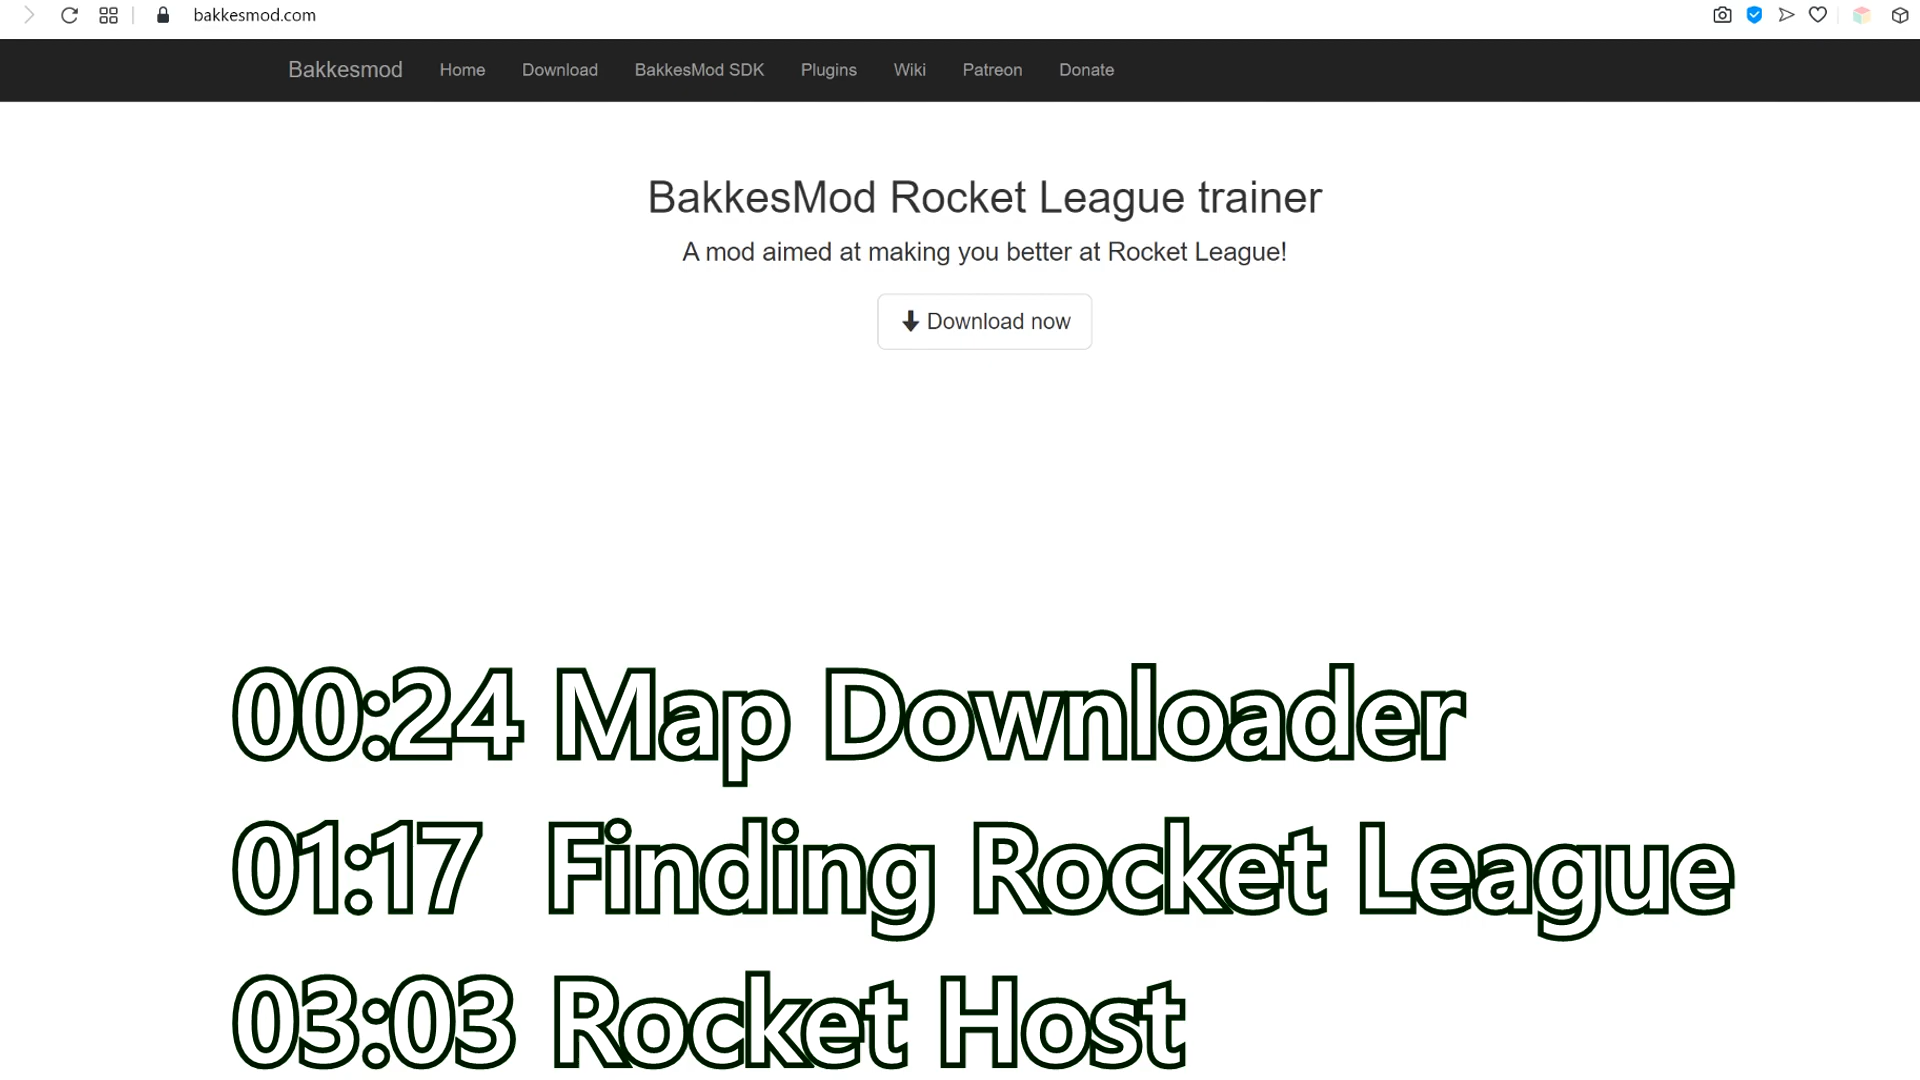 bakkesmod.com
Bakkesmod Home Download BakkesMod SDK Plugins Wiki Patreon Donate
BakkesMod Rocket League trainer
A mod aimed at making you better at Rocket League!
Download now
00:24 Map Downloader
01:17 Finding Rocket League
03:03 Rocket Host